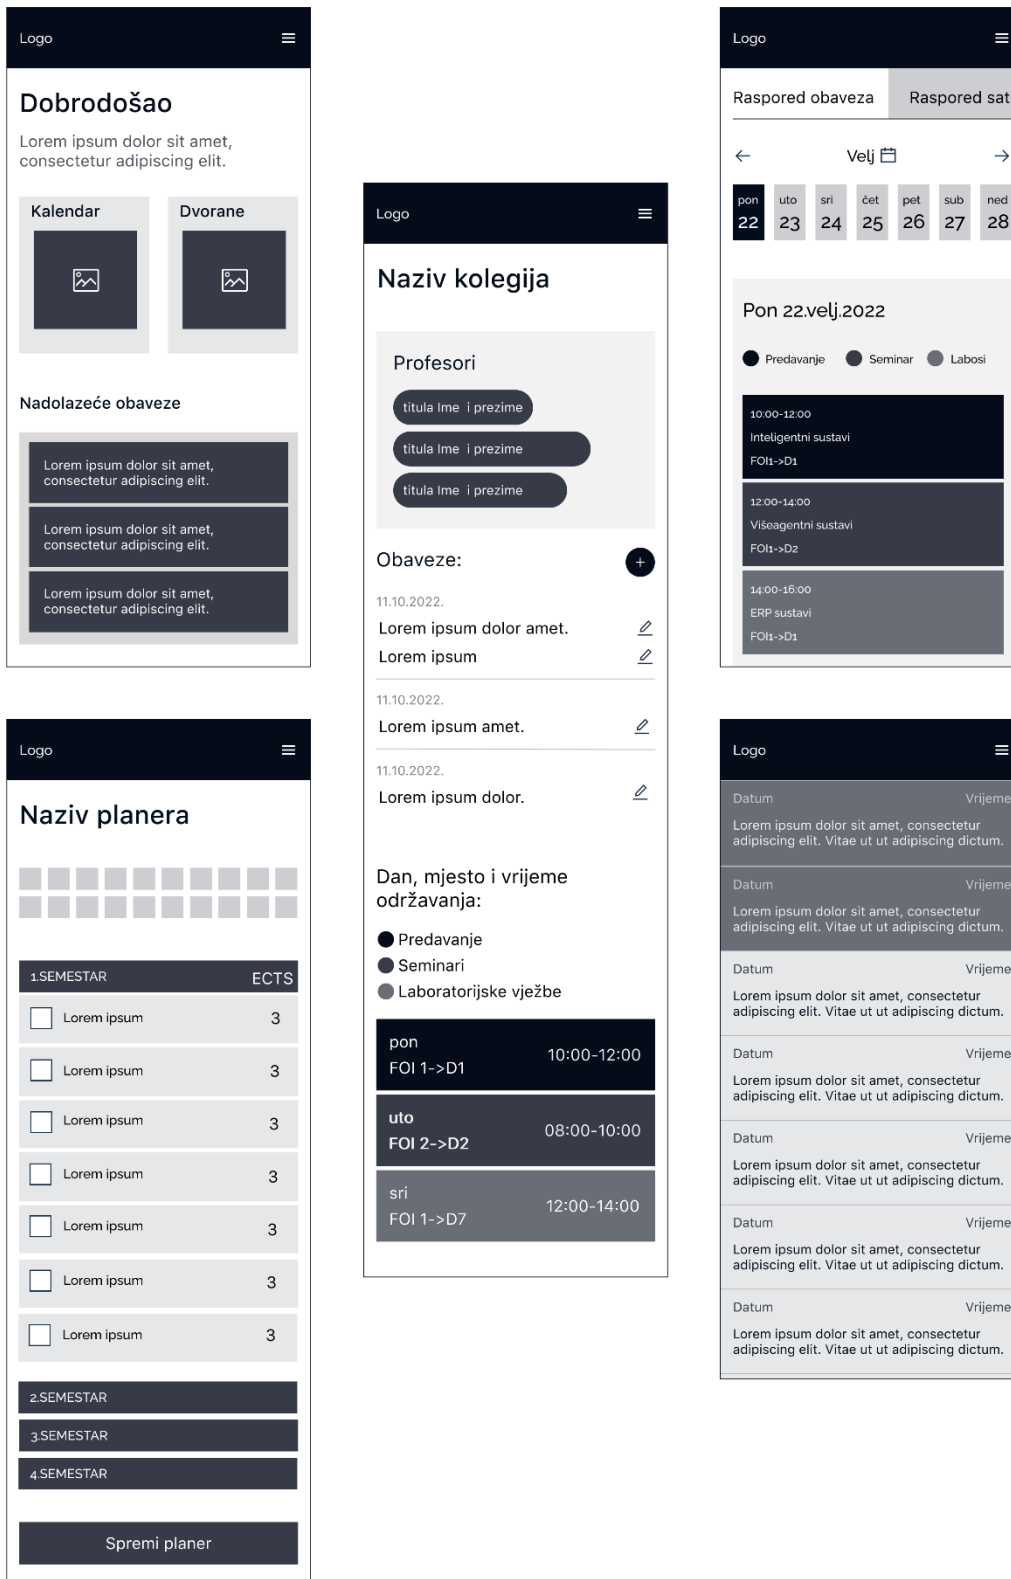 Logo
Dobrodošao
Lorem ipsum dolor sit amet,
consectetur adipiscing elit.
Kalendar
Dvorane
Nadolazeće obaveze
Lorem ipsum dolor sit amet,
consectetur adipiscing elit.
Lorem ipsum dolor sit amet,
consectetur adipiscing elit.
Lorem ipsum dolor sit amet,
consectetur adipiscing elit.
Logo
Naziv planera
1.SEMESTAR ECTS
Lorem ipsum 3
Lorem ipsum 3
Lorem ipsum 3
Lorem ipsum 3
Lorem ipsum 3
Lorem ipsum 3
Lorem ipsum 3
2.SEMESTAR
3.SEMESTAR
4.SEMESTAR
Spremi planer
Logo
Naziv kolegija
Profesori
titula Ime i prezime
titula Ime i prezime
titula Ime i prezime
Obaveze: +
11.10.2022.
Lorem ipsum dolor amet.
Lorem ipsum
11.10.2022.
Lorem ipsum amet.
11.10.2022.
Lorem ipsum dolor.
Dan, mjesto i vrijeme
održavanja:
Predavanje
Seminari
Laboratorijske vježbe
pon
FOI 1->D1 10:00-12:00
uto
FOI 2->D2 08:00-10:00
sri
FOI 1->D7 12:00-14:00
Logo
Raspored obaveza Raspored sat
Velj
pon uto sri čet pet sub ned
22 23 24 25 26 27 28
Pon 22.velj.2022
Predavanje Seminar Labosi
10:00-12:00
Inteligentni sustavi
FOI1->D1
12:00-14:00
Višeagentni sustavi
FOI1->D2
14:00-16:00
ERP sustavi
FOI1->D1
Logo
Datum Vrijeme
Lorem ipsum dolor sit amet, consectetur
adipiscing elit. Vitae ut ut adipiscing dictum.
Datum Vrijeme
Lorem ipsum dolor sit amet, consectetur
adipiscing elit. Vitae ut ut adipiscing dictum.
Datum Vrijeme
Lorem ipsum dolor sit amet, consectetur
adipiscing elit. Vitae ut ut adipiscing dictum.
Datum Vrijeme
Lorem ipsum dolor sit amet, consectetur
adipiscing elit. Vitae ut ut adipiscing dictum.
Datum Vrijeme
Lorem ipsum dolor sit amet, consectetur
adipiscing elit. Vitae ut ut adipiscing dictum.
Datum Vrijeme
Lorem ipsum dolor sit amet, consectetur
adipiscing elit. Vitae ut ut adipiscing dictum.
Datum Vrijeme
Lorem ipsum dolor sit amet, consectetur
adipiscing elit. Vitae ut ut adipiscing dictum.